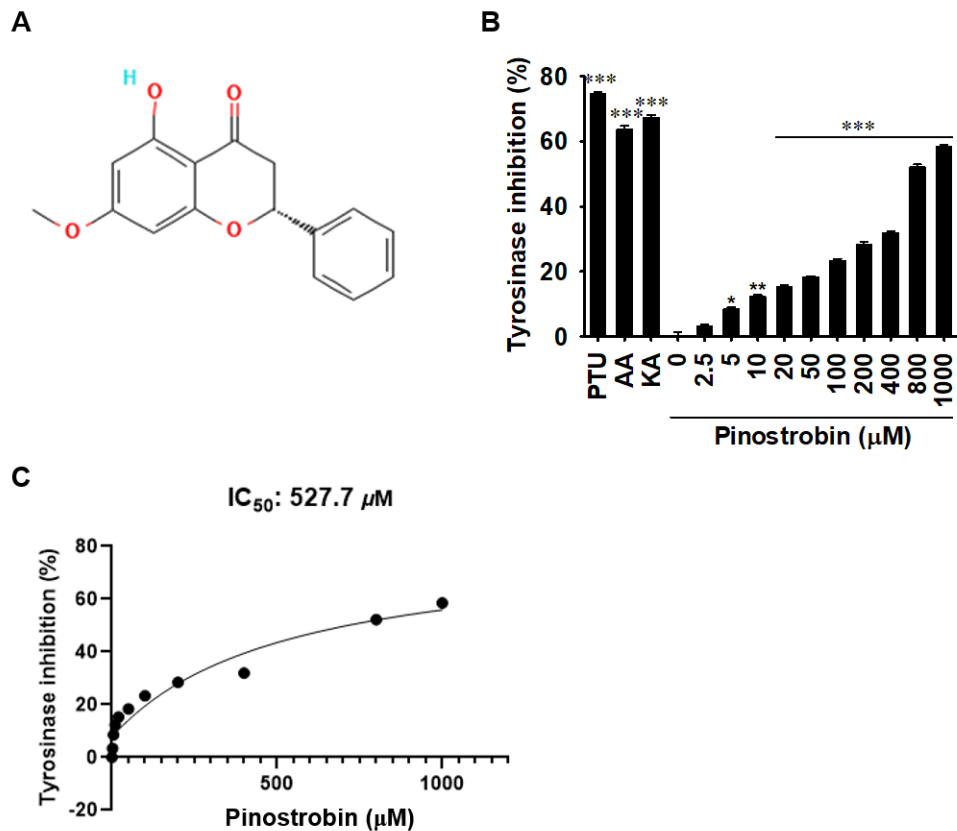 A
H
O
O
O
O
B
Tyrosinase inhibition (%)
80
60
40
20
0
***
***
***
*
**
***
PTU
AA
KA
0
2.5
5
10
20
50
100
200
400
800
1000
Pinostrobin (μM)
C
IC50: 527.7 μM
Tyrosinase inhibition (%)
80
60
40
20
0
-20
500
1000
Pinostrobin (μM)